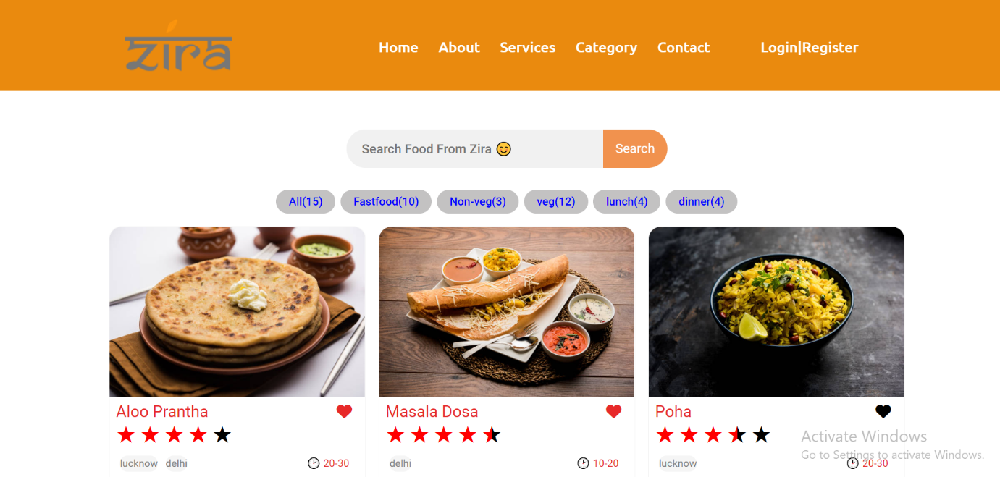 zira
Home About Services Category Contact Login|Register
Search Food From Zira 😊 Search
All(15) Fastfood(10) Non-veg(3) veg(12) lunch(4) dinner(4)
Aloo Prantha Masala Dosa Poha
Activate Windows
Go to Settings to activate Windows.
lucknow delhi 20-30 delhi 10-20 lucknow 20-30